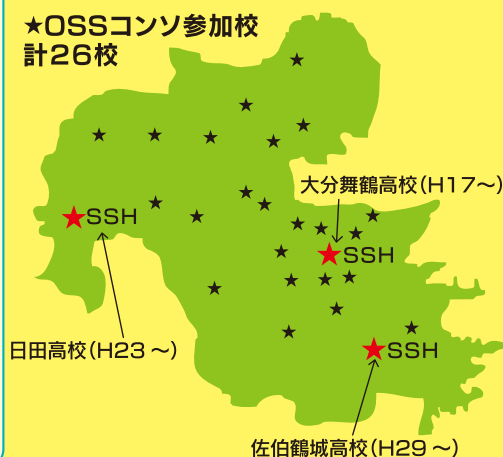 ★OSSコンソ参加校
計26校
大分舞鶴高校（H17～）
SSH
SSH
日田高校（H23 ～）
SSH
佐伯鶴城高校（H29 ～）